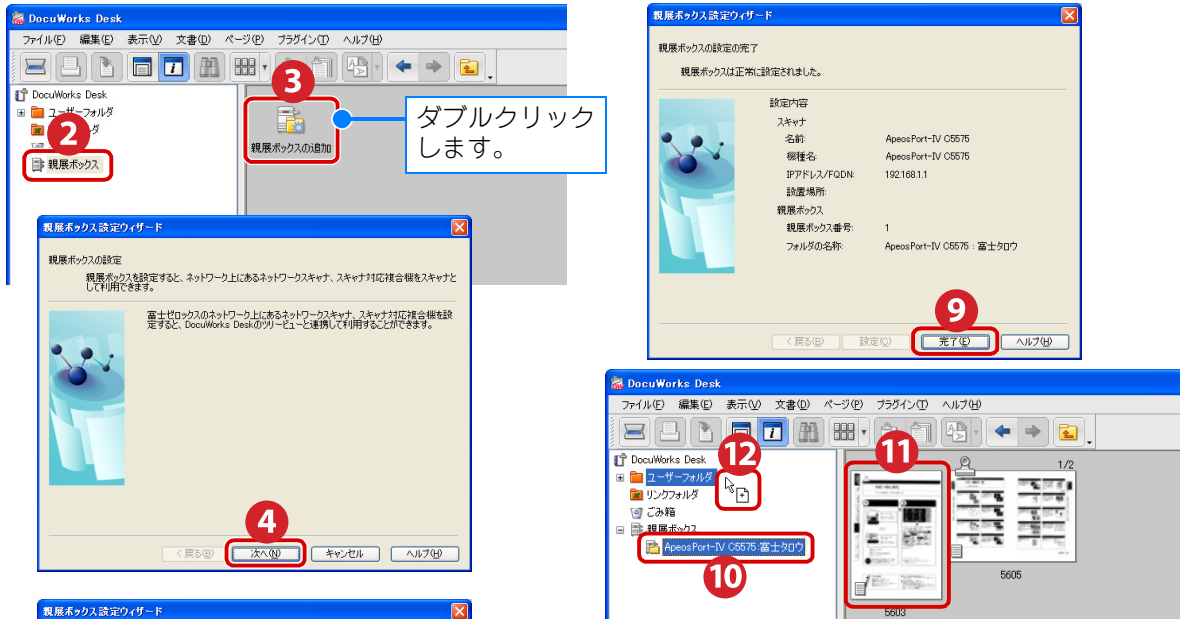 DocuWorks Desk
ファイル(F) 編集(E) 表示(V) 文書(D) ページ(P) プラグイン(T) ヘルプ(H)
DocuWorks Desk
ユーザーフォルダ
ダ
2
親展ボックス
3
親展ボックスの追加
ダブルクリック
します。
親展ボックス設定ウィザード
親展ボックスの設定
親展ボックスを設定すると、ネットワーク上にあるネットワークスキャナ、スキャナ対応複合機をスキャナと
して利用できます。
富士ゼロックスのネットワーク上にあるネットワークスキャナ、スキャナ対応複合機を設
定すると、DocuWorks Deskのツリービューと連携して利用することができます。
4
<戻る(B) 次へ(N) キャンセル ヘルプ(H)
親展ボックス設定ウィザード
親展ボックス設定ウィザード
親展ボックスの設定の完了
親展ボックスは正常に設定されました。
設定内容
スキャナ
名前: ApeosPort-IV C5575
機種名: ApeosPort-IV C5575
IPアドレス/FQDN: 192.168.1.1
設置場所:
親展ボックス
親展ボックス番号: 1
フォルダの名称: ApeosPort-IV C5575：富士タロウ
9
<戻る(B) 設定(C) 完了(E) ヘルプ(H)
DocuWorks Desk
ファイル(F) 編集(E) 表示(V) 文書(D) ページ(P) プラグイン(T) ヘルプ(H)
DocuWorks Desk
ユーザーフォルダ
12
リンクフォルダ
ごみ箱
親展ボックス
ApeosPort-IV C5575:富士タロウ
10
11
1/2
5605
5603